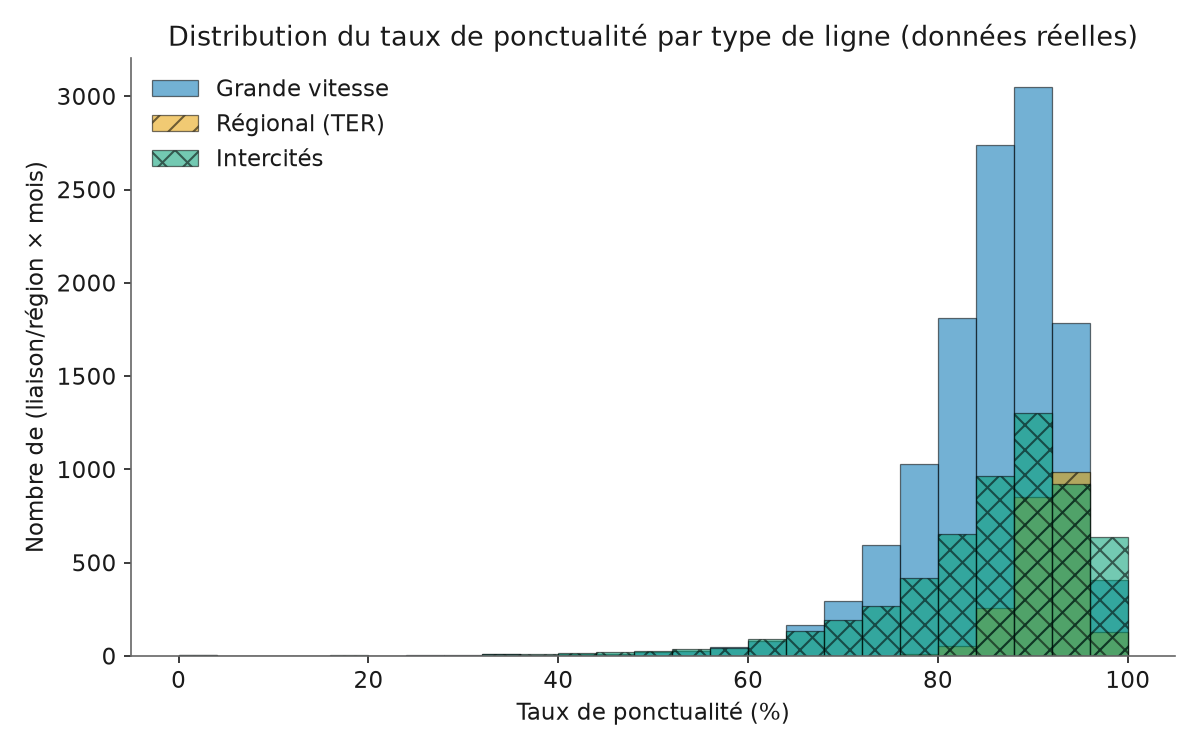 Distribution du taux de ponctualité par type de ligne (données réelles)
Grande vitesse
Régional (TER)
Intercités
Nombre de (liaison/région × mois)
3000
2500
2000
1500
1000
500
0
0 20 40 60 80 100
Taux de ponctualité (%)